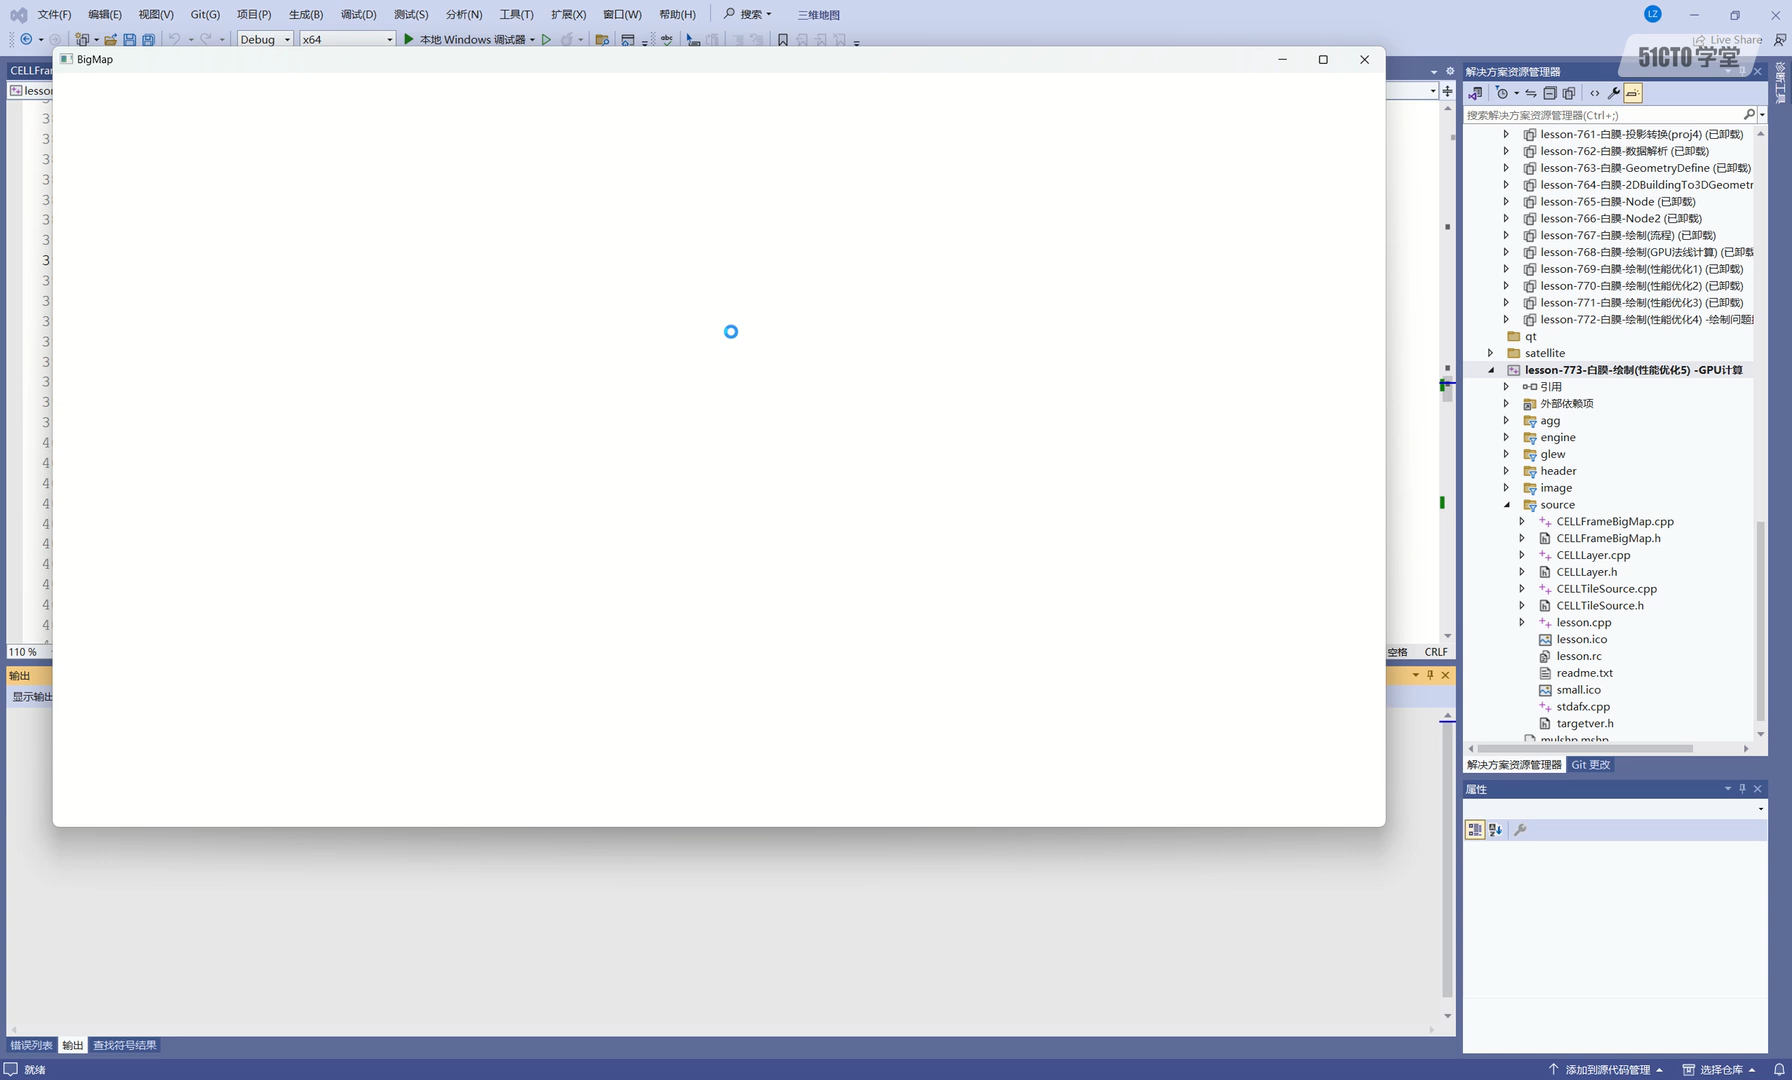 文件(F) 编辑(E) 视图(V) Git(G) 项目(P) 生成(B) 调试(D) 测试(S) 分析(N) 工具(T) 扩展(X) 窗口(W) 帮助(H) 搜索 三维地图 LZ
Debug x64 本地 Windows 调试器 Live Share
51CTO学堂
BigMap
CELLFra
lesso
解决方案资源管理器
诊断工具
搜索解决方案资源管理器(Ctrl+;)
lesson-761-白膜-投影转换(proj4) (已卸载)
lesson-762-白膜-数据解析 (已卸载)
lesson-763-白膜-GeometryDefine (已卸载)
lesson-764-白膜-2DBuildingTo3DGeometr
lesson-765-白膜-Node (已卸载)
lesson-766-白膜-Node2 (已卸载)
lesson-767-白膜-绘制(流程) (已卸载)
lesson-768-白膜-绘制(GPU法线计算) (已卸载
lesson-769-白膜-绘制(性能优化1) (已卸载)
lesson-770-白膜-绘制(性能优化2) (已卸载)
lesson-771-白膜-绘制(性能优化3) (已卸载)
lesson-772-白膜-绘制(性能优化4) -绘制问题
qt
satellite
lesson-773-白膜-绘制(性能优化5) -GPU计算
引用
外部依赖项
agg
engine
glew
header
image
source
CELLFrameBigMap.cpp
CELLFrameBigMap.h
CELLLayer.cpp
CELLLayer.h
CELLTileSource.cpp
CELLTileSource.h
lesson.cpp
lesson.ico
lesson.rc
readme.txt
small.ico
stdafx.cpp
targetver.h
mulshp.mshp
解决方案资源管理器 Git 更改
属性
110 %
空格 CRLF
输出
显示输出
错误列表 输出 查找符号结果
就绪
添加到源代码管理 选择仓库